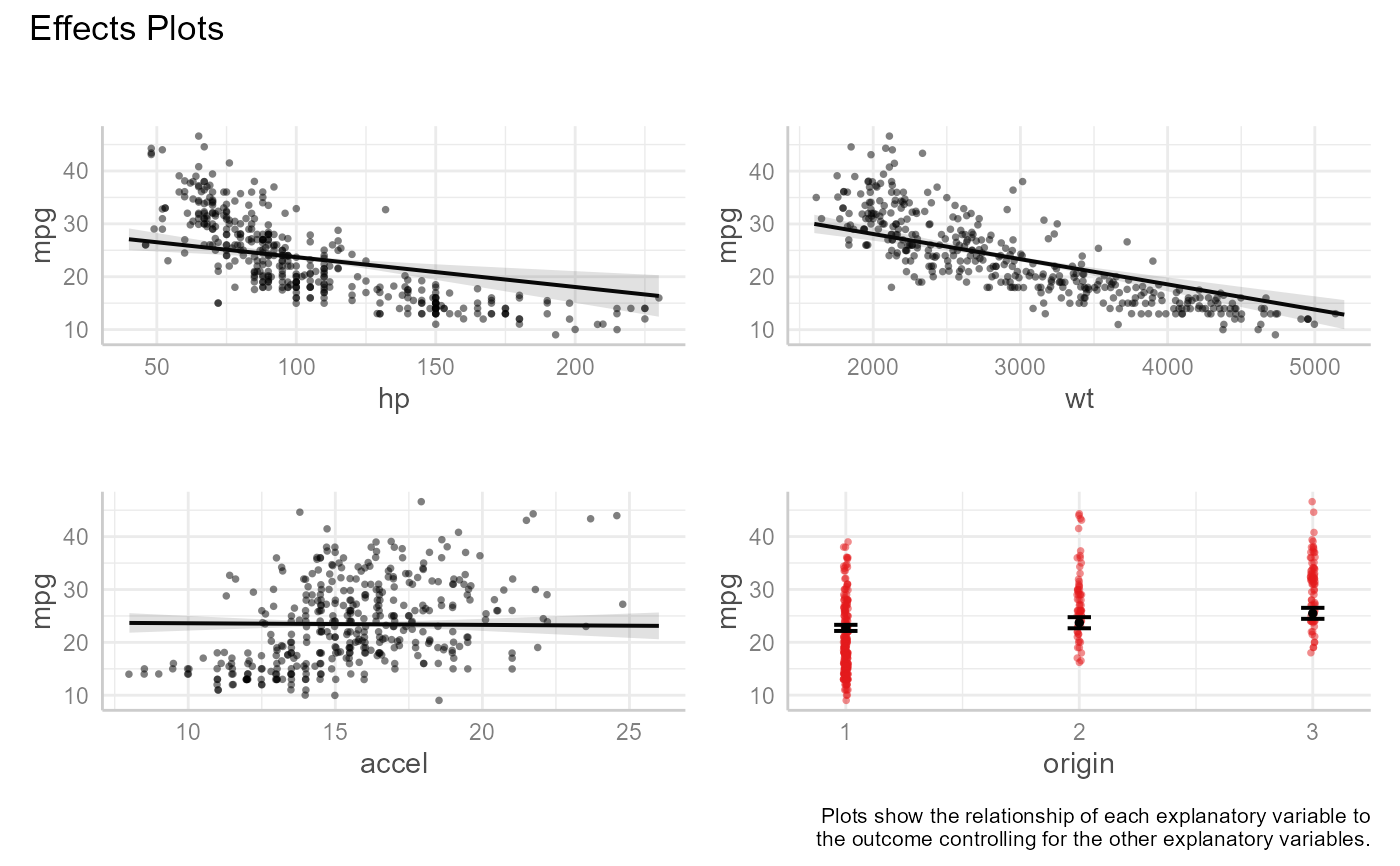 Effects Plots
40
30
20
10
mpg
50 100 150 200
hp
40
30
20
10
mpg
2000 3000 4000 5000
wt
40
30
20
10
mpg
10 15 20 25
accel
40
30
20
10
mpg
1 2 3
origin
Plots show the relationship of each explanatory variable to
the outcome controlling for the other explanatory variables.